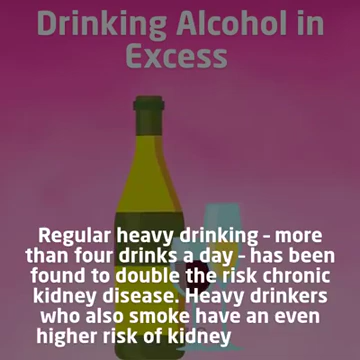 Drinking Alcohol in
Excess
Regular heavy drinking – more
than four drinks a day – has been
found to double the risk chronic
kidney disease. Heavy drinkers
who also smoke have an even
higher risk of kidney